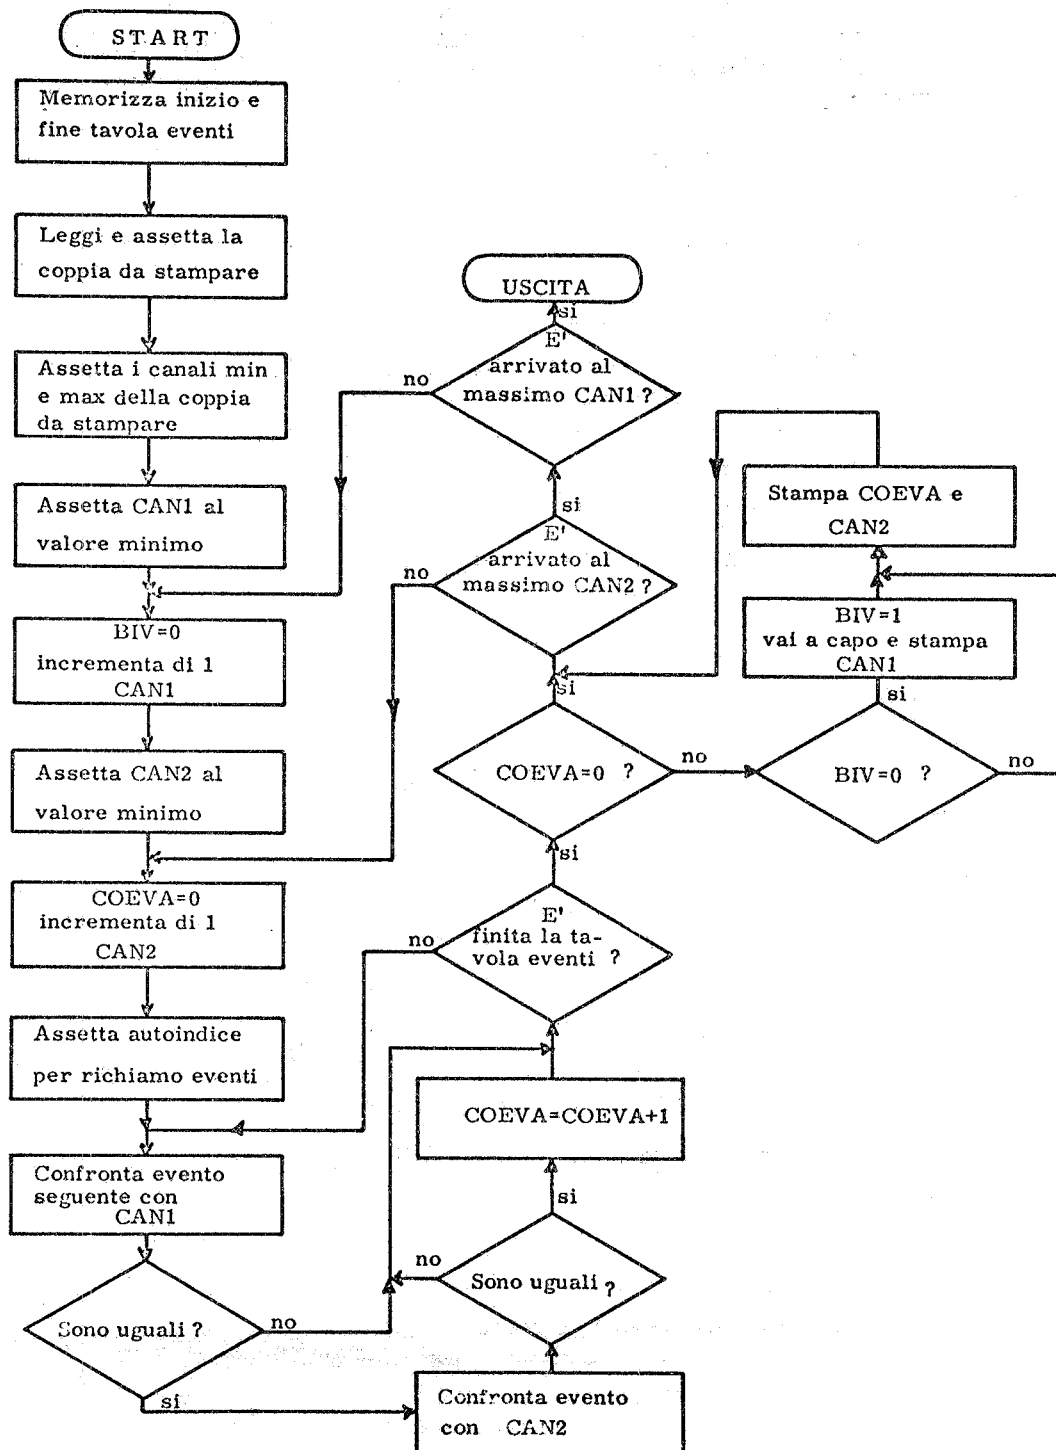 START
Memorizza inizio e
fine tavola eventi
Leggi e assetta la
coppia da stampare
Assetta i canali min
e max della coppia
da stampare
Assetta CAN1 al
valore minimo
BIV=0
incrementa di 1
CAN1
Assetta CAN2 al
valore minimo
COEVA=0
incrementa di 1
CAN2
Assetta autoindice
per richiamo eventi
Confronta evento
seguente con
CAN1
Sono uguali ?
no
si
Confronta evento
con CAN2
Sono uguali ?
no
si
COEVA=COEVA+1
E'
finita la ta-
vola eventi ?
no
si
COEVA=0 ?
no
si
BIV=0 ?
no
si
BIV=1
vai a capo e stampa
CAN1
Stampa COEVA e
CAN2
E'
arrivato al
massimo CAN2 ?
no
si
E'
arrivato al
massimo CAN1 ?
no
si
USCITA